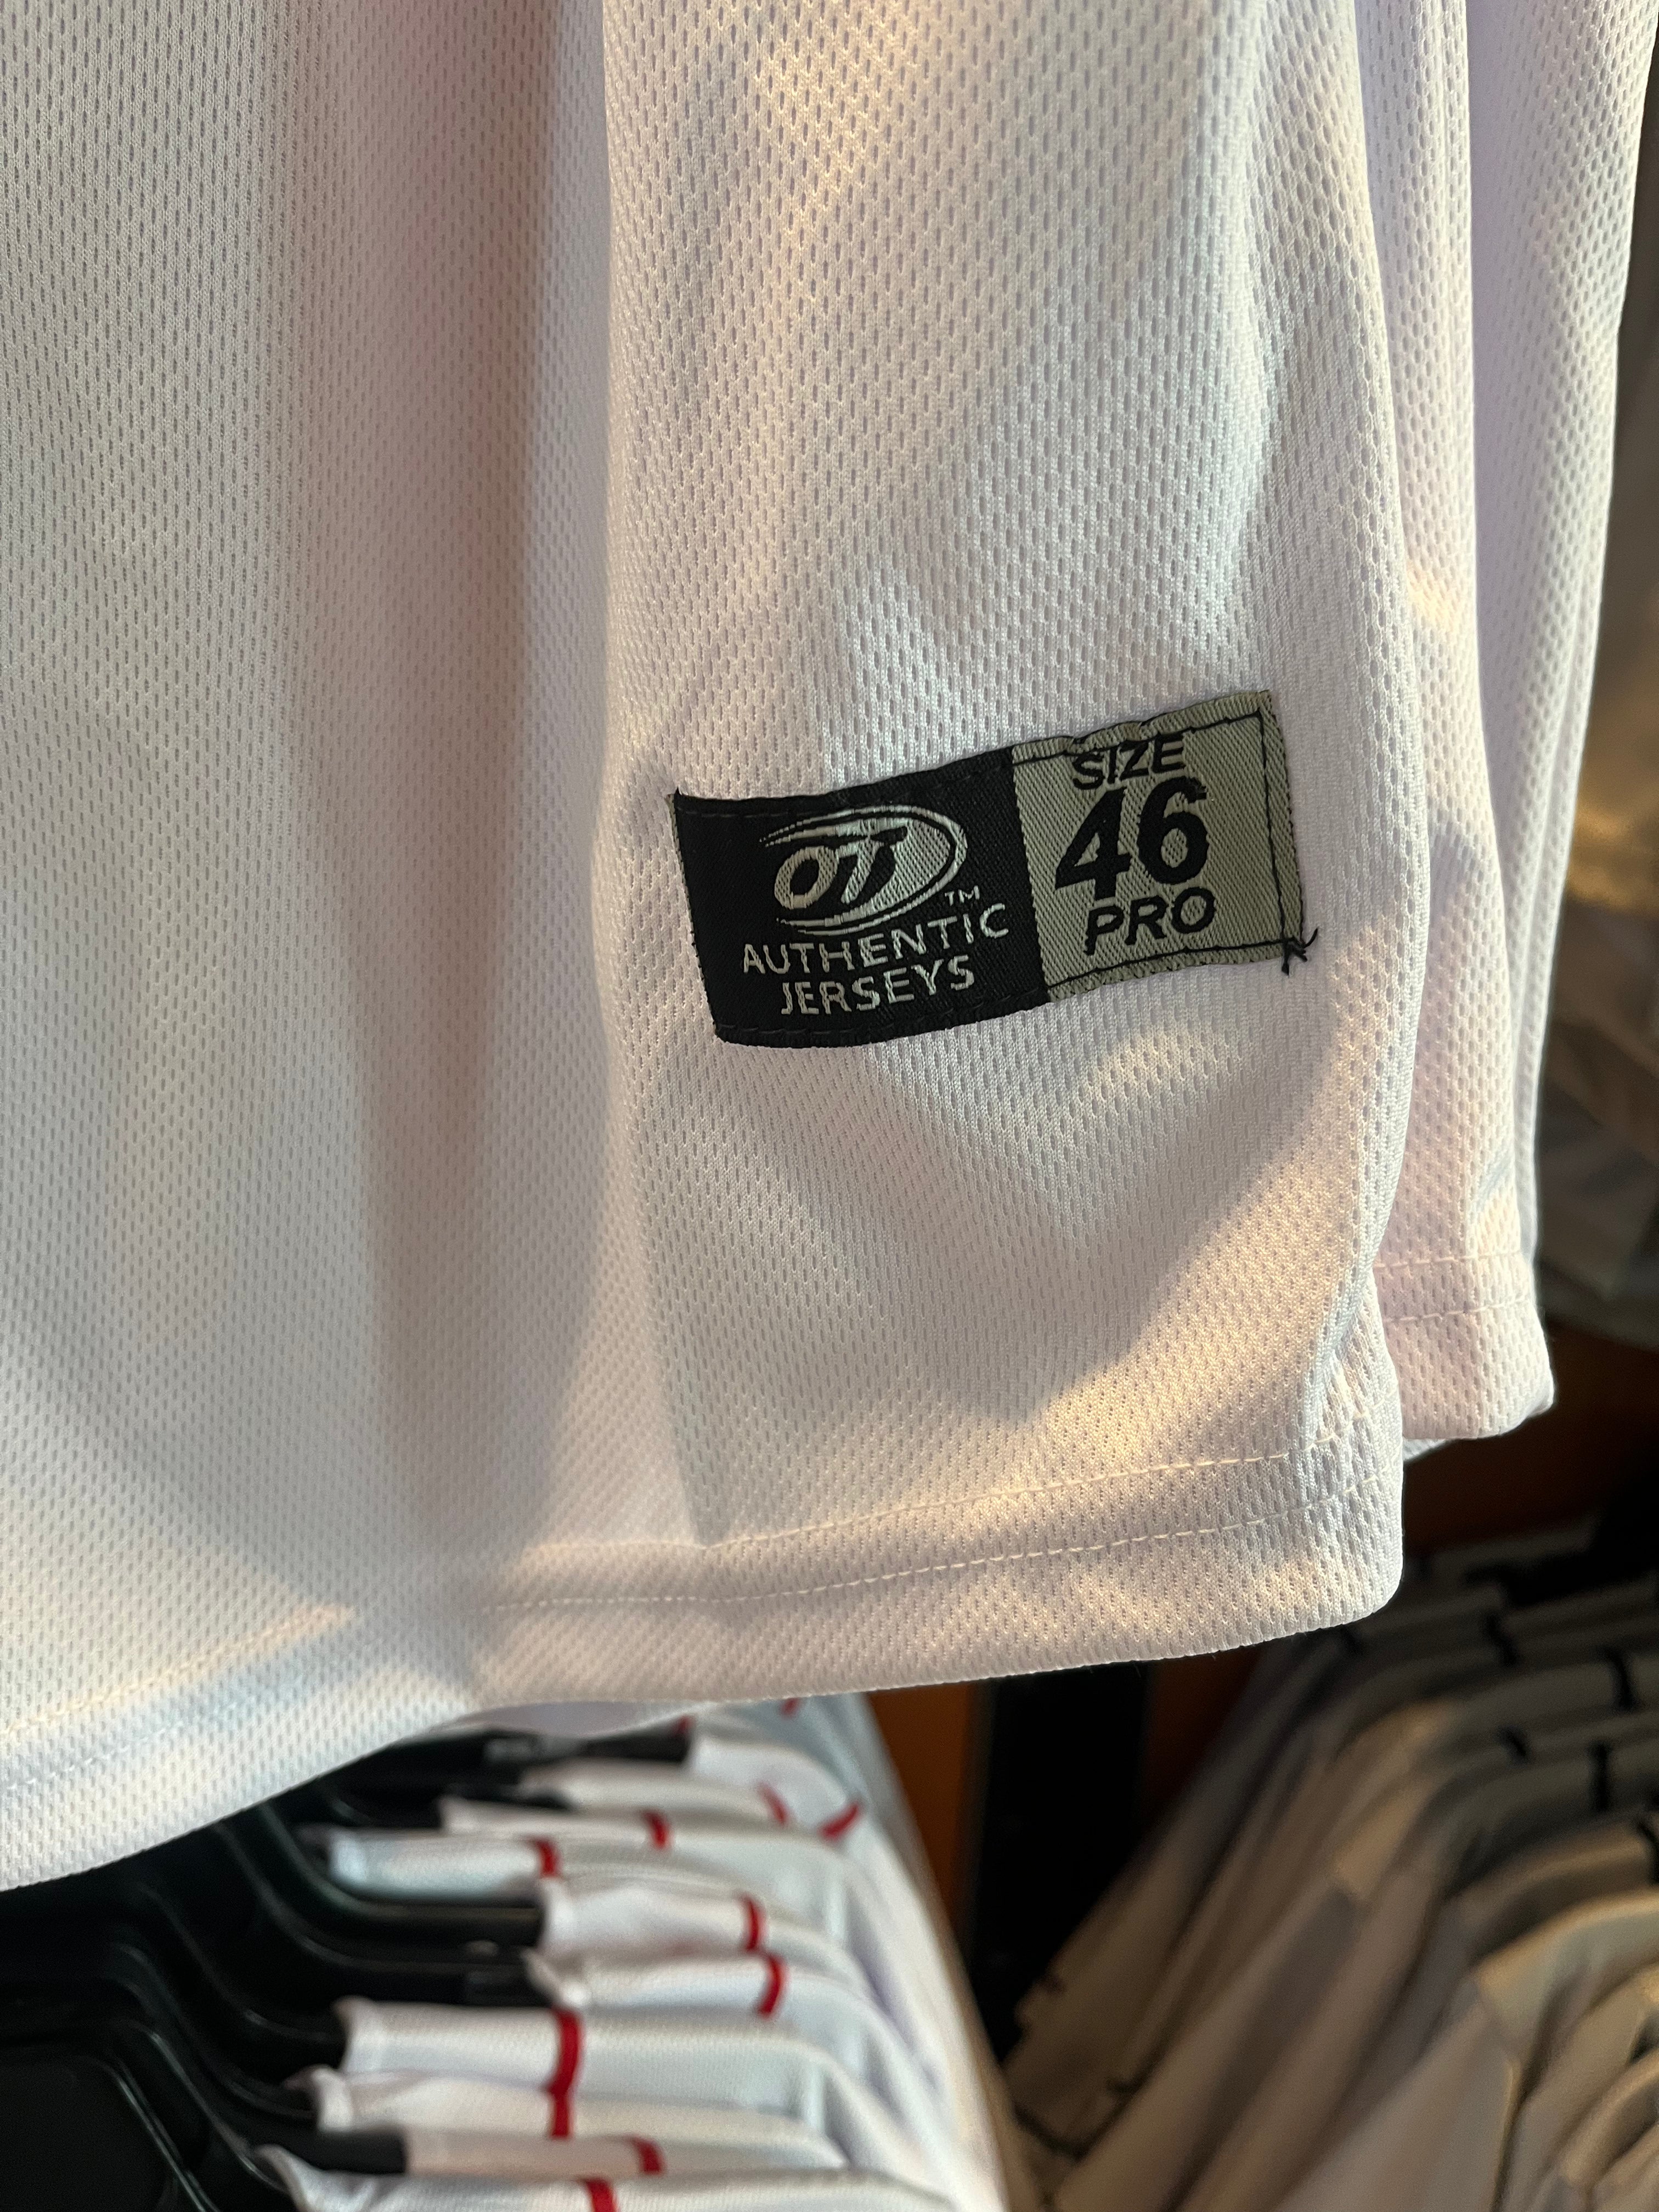 OT
TM
AUTHENTIC
JERSEYS
SIZE
46
PRO